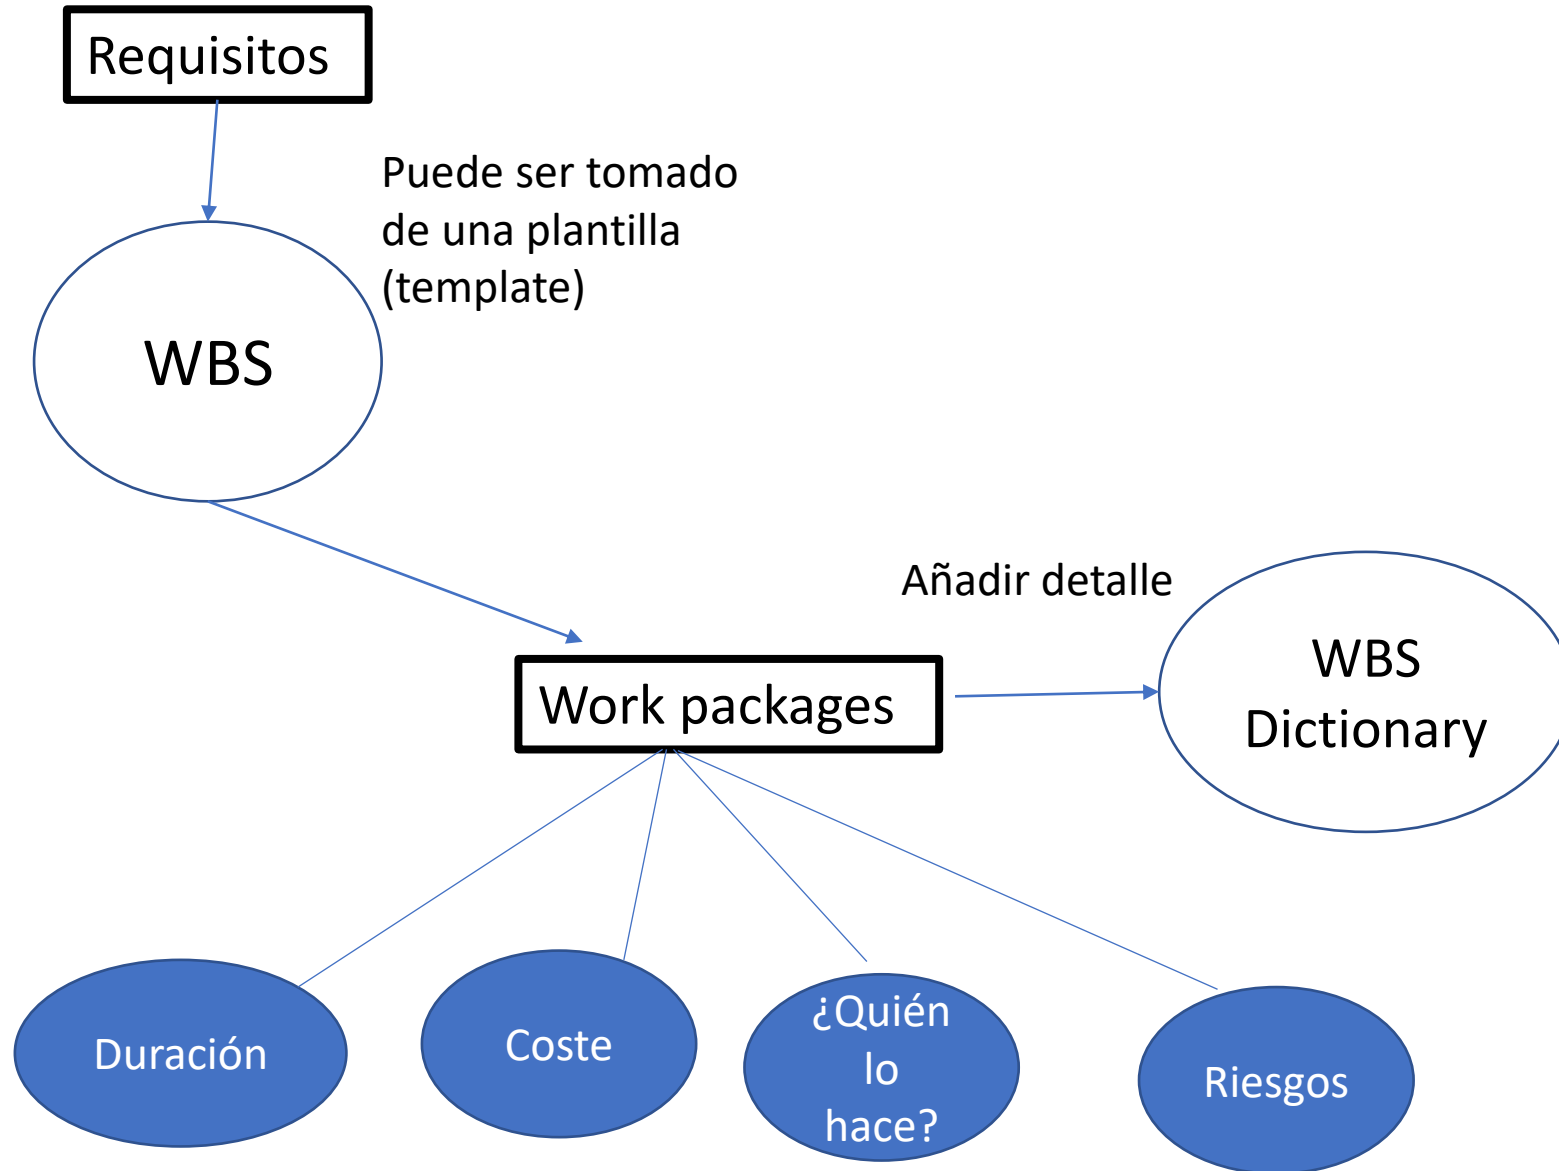 Requisitos
Puede ser tomado
de una plantilla
(template)
WBS
Añadir detalle
WBS
Dictionary
Work packages
Duración
Coste
¿Quién
lo
hace?
Riesgos